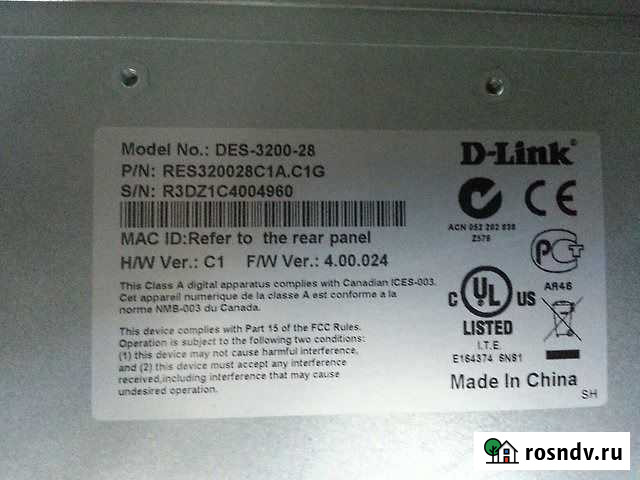 Model No.: DES-3200-28
P/N: RES320028C1A.C1G
S/N: R3DZ1C4004960
MAC ID:Refer to the rear panel
H/W Ver.: C1 F/W Ver.: 4.00.024
This Class A digital apparatus complies with Canadian ICES-003.
Cet appareil numerique de la classe A est conforme a la
norme NMB-003 du Canada.
This device complies with Part 15 of the FCC Rules.
Operation is subject to the following two conditions:
(1) this device may not cause harmful interference,
and (2) this device must accept any interference
received,including interference that may cause
undesired operation.
D-Link
CE
ACN 052 202 838
Z576
PCT
AR46
C UL US
LISTED
I.T.E.
E164374 6NS1
Made In China
SH
rosndv.ru